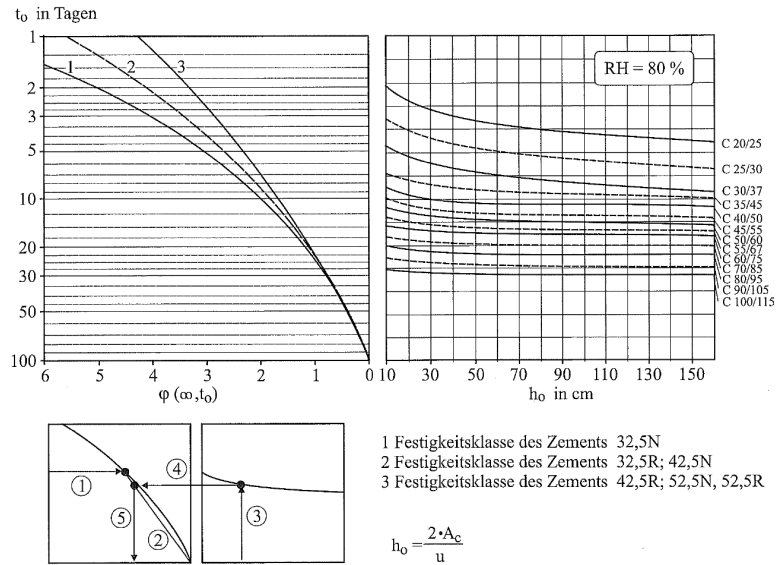 t₀ in Tagen
1
2
3
5
10
20
30
50
100
1
2
3
6
5
4
3
2
1
0
φ (∞,t₀)
RH = 80 %
C 20/25
C 25/30
C 30/37
C 35/45
C 40/50
C 45/55
C 50/60
C 55/67
C 60/75
C 70/85
C 80/95
C 90/105
C 100/115
10
30
50
70
90
110
130
150
h₀ in cm
①
②
③
④
⑤
1 Festigkeitsklasse des Zements 32,5N
2 Festigkeitsklasse des Zements 32,5R; 42,5N
3 Festigkeitsklasse des Zements 42,5R; 52,5N, 52,5R
h₀ = 2•A_c / u